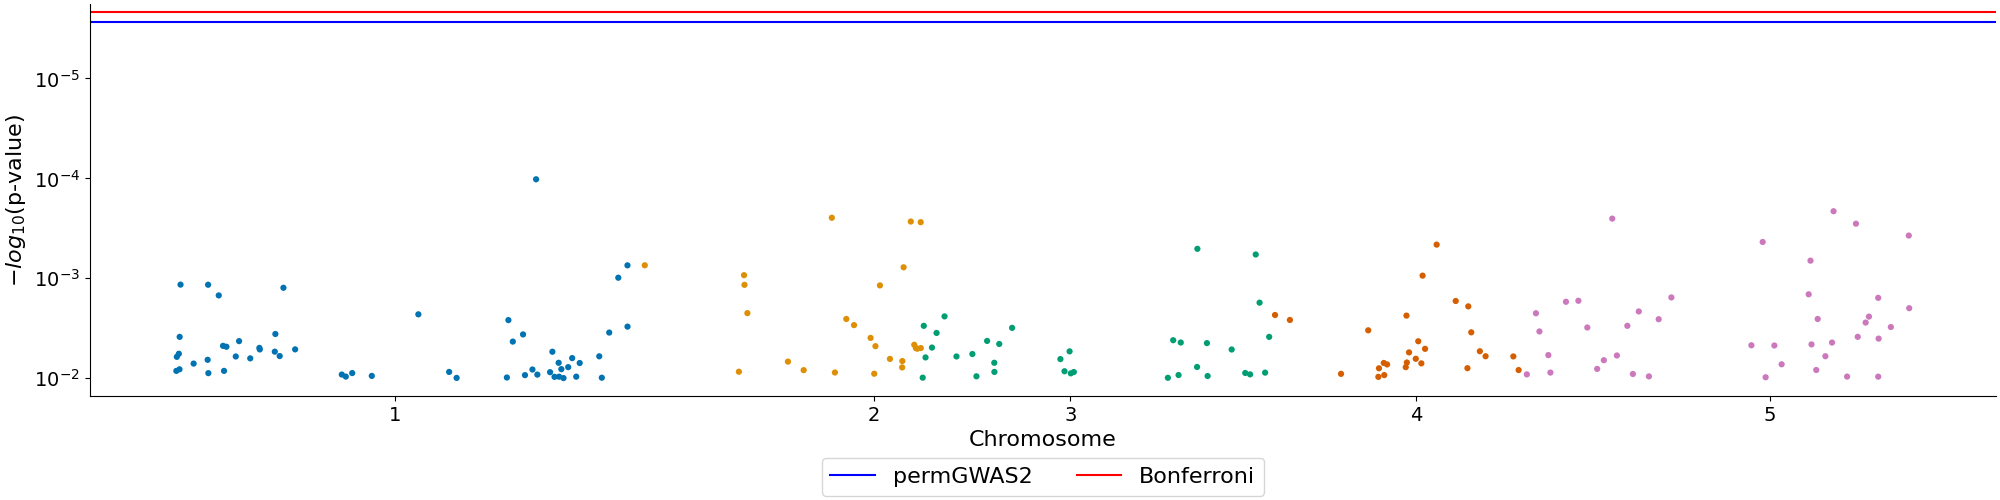 10⁻⁵
10⁻⁴
10⁻³
10⁻²
−log₁₀(p-value)
1 2 3 4 5
Chromosome
permGWAS2 Bonferroni